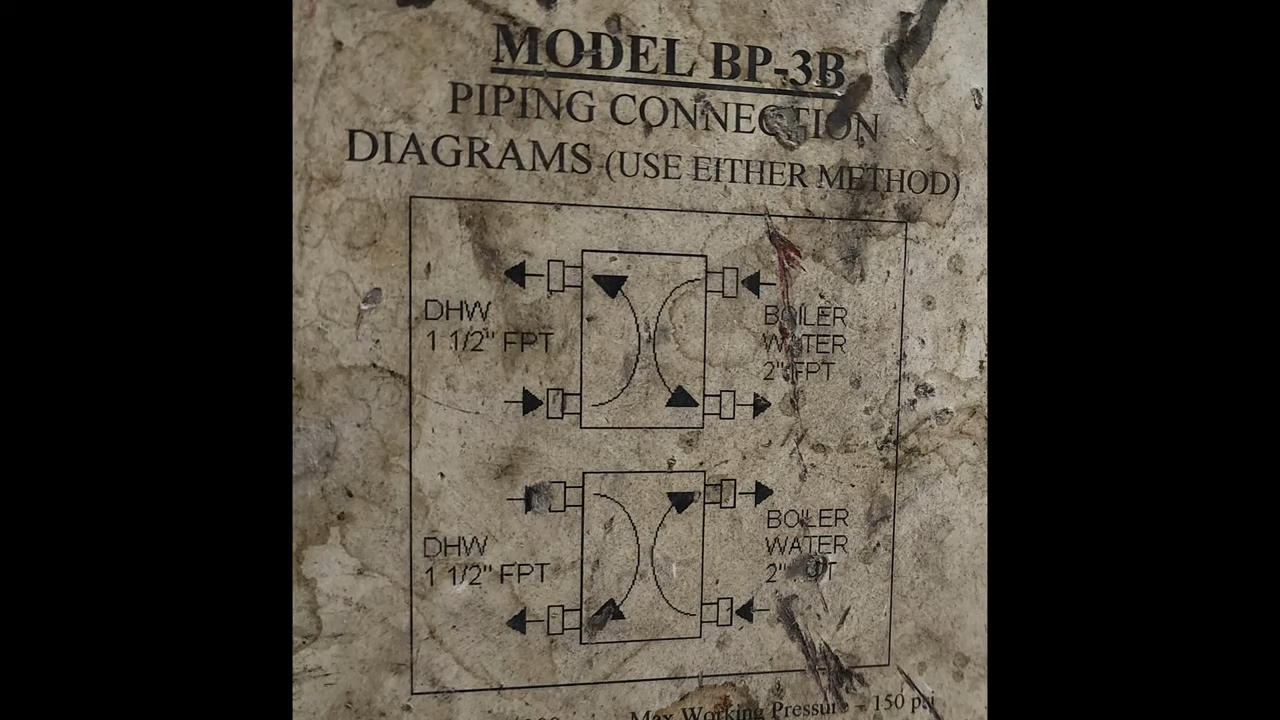 MODEL BP-3B
PIPING CONNECTION
DIAGRAMS (USE EITHER METHOD)
DHW
1 1/2" FPT
BOILER
WATER
2" FPT
DHW
1 1/2" FPT
BOILER
WATER
2"
Max Working Pressure – 150 psi